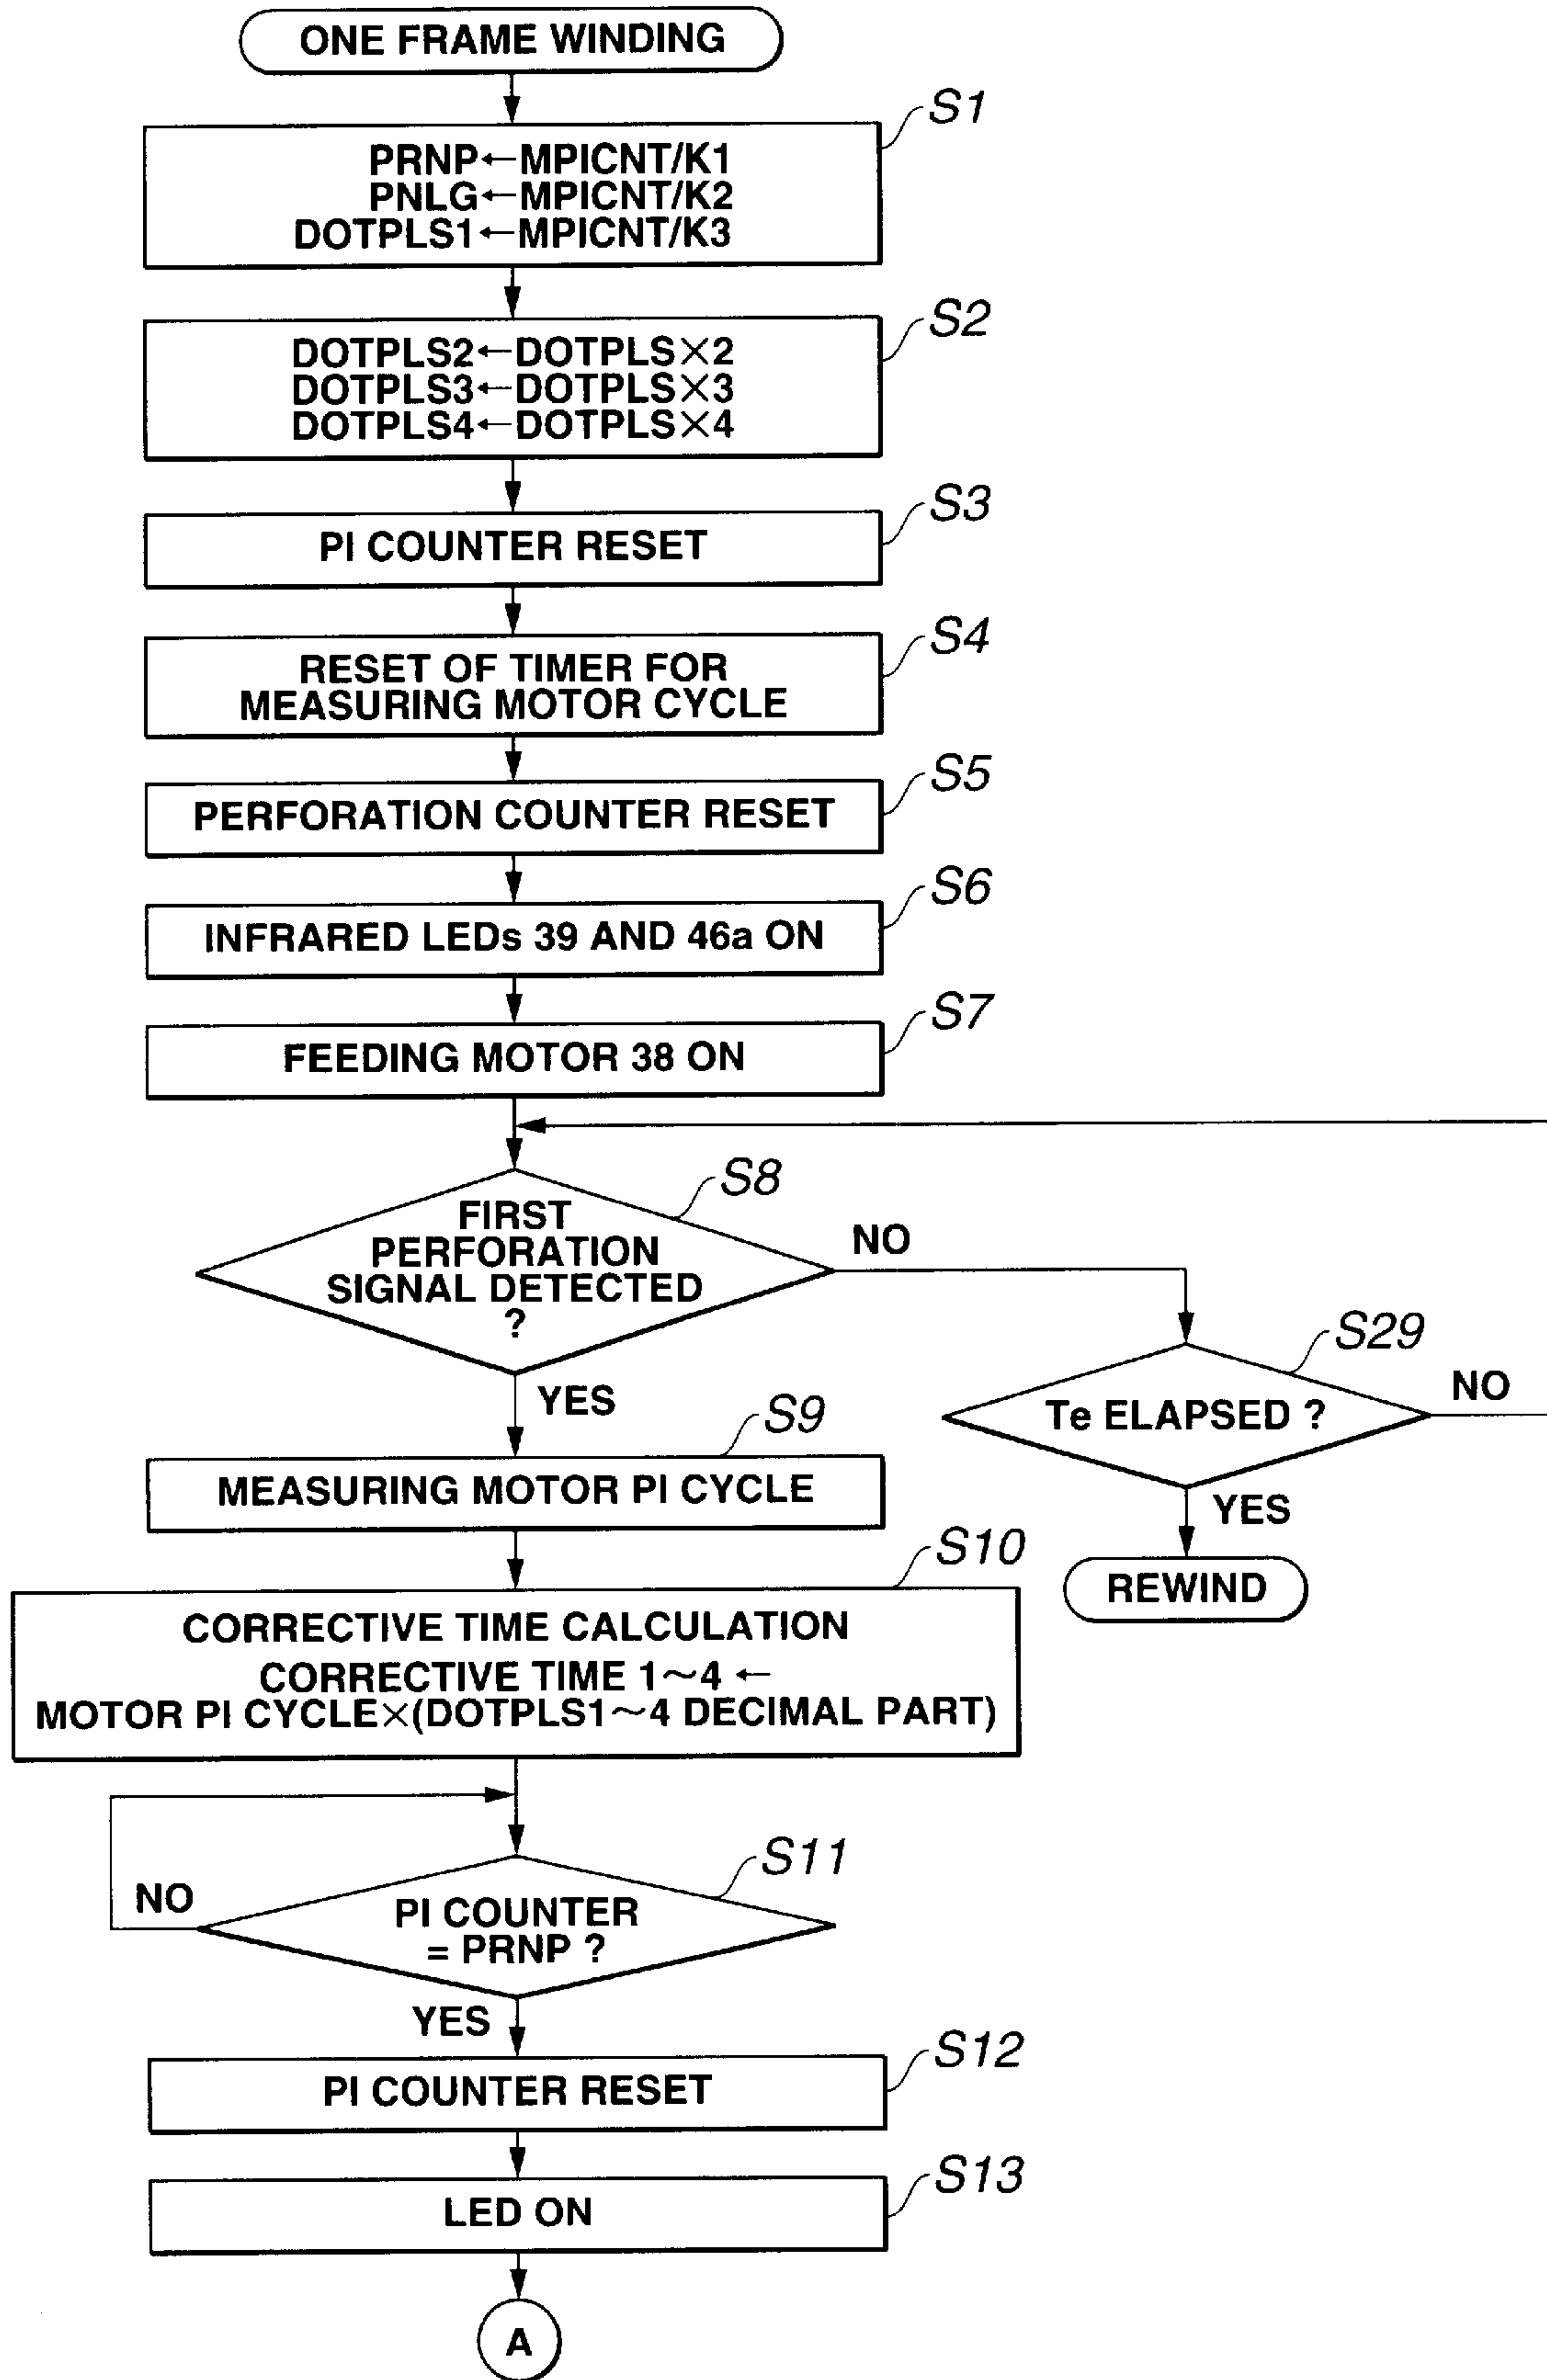 ONE FRAME WINDING
S1
PRNP←MPICNT/K1
PNLG←MPICNT/K2
DOTPLS1←MPICNT/K3
S2
DOTPLS2←DOTPLS×2
DOTPLS3←DOTPLS×3
DOTPLS4←DOTPLS×4
S3
PI COUNTER RESET
S4
RESET OF TIMER FOR
MEASURING MOTOR CYCLE
S5
PERFORATION COUNTER RESET
S6
INFRARED LEDs 39 AND 46a ON
S7
FEEDING MOTOR 38 ON
S8
FIRST
PERFORATION
SIGNAL DETECTED
?
NO
YES
S29
Te ELAPSED ?
NO
YES
REWIND
S9
MEASURING MOTOR PI CYCLE
S10
CORRECTIVE TIME CALCULATION
CORRECTIVE TIME 1~4 ←
MOTOR PI CYCLE×(DOTPLS1~4 DECIMAL PART)
S11
PI COUNTER
= PRNP ?
NO
YES
S12
PI COUNTER RESET
S13
LED ON
A